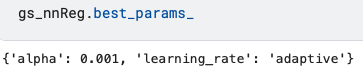 gs_nnReg.best_params_
{'alpha': 0.001, 'learning_rate': 'adaptive'}